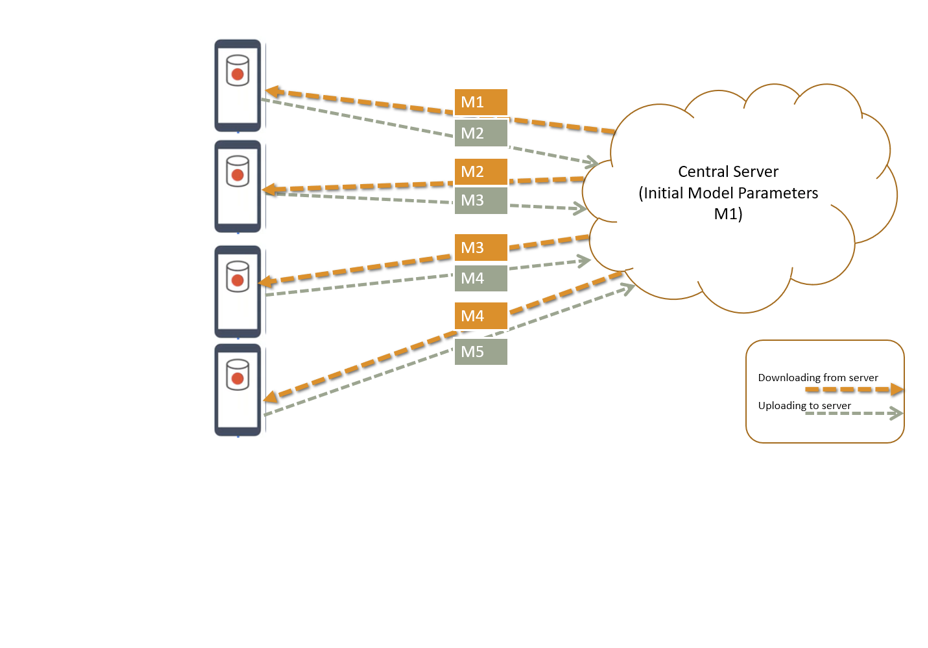 M1
M2
M2
M3
M3
M4
M4
M5
Central Server
(Initial Model Parameters
M1)
Downloading from server
Uploading to server